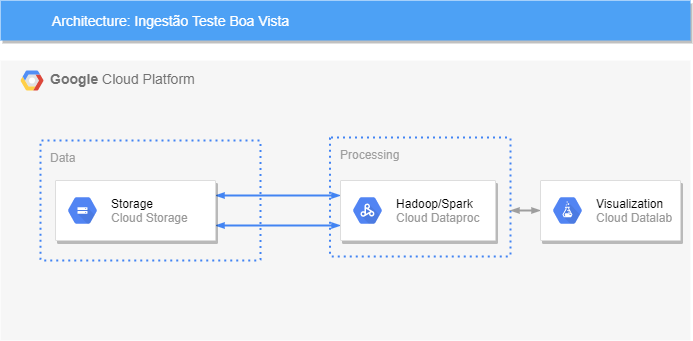 Architecture: Ingestão Teste Boa Vista
Google Cloud Platform
Data
Processing
Storage
Cloud Storage
Hadoop/Spark
Cloud Dataproc
Visualization
Cloud Datalab